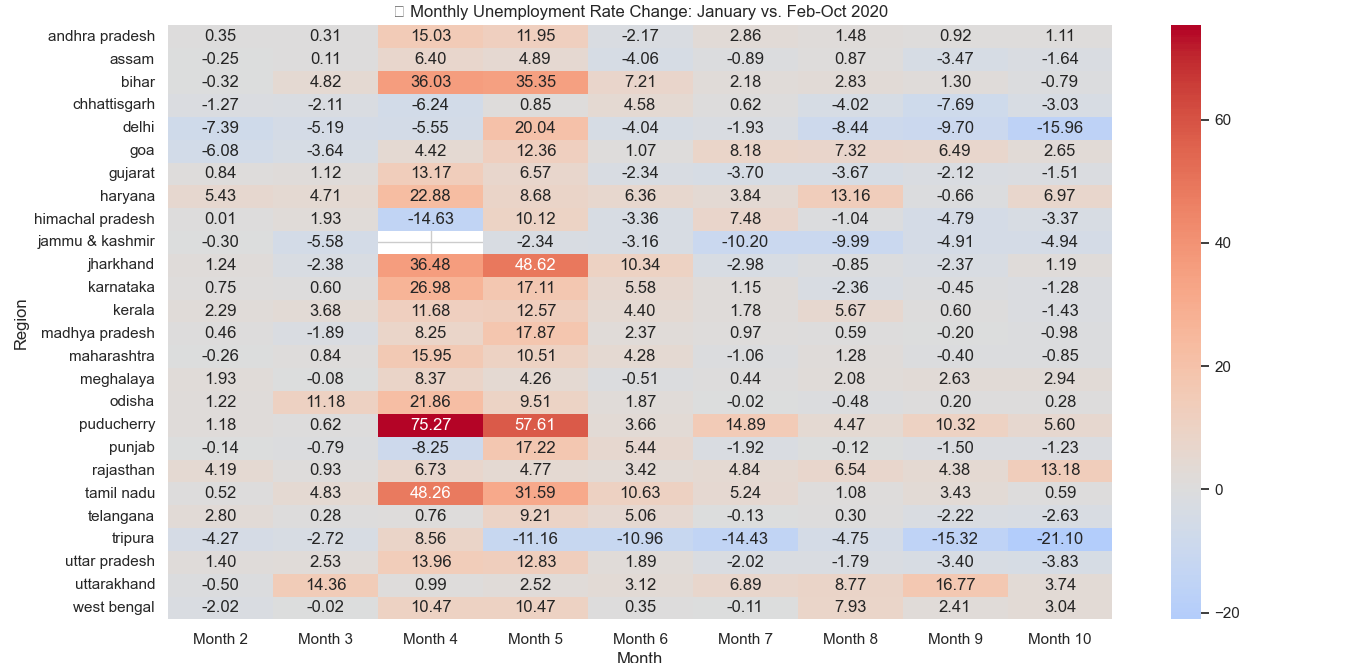 Monthly Unemployment Rate Change: January vs. Feb-Oct 2020
andhra pradesh 0.35 0.31 15.03 11.95 -2.17 2.86 1.48 0.92 1.11
assam -0.25 0.11 6.40 4.89 -4.06 -0.89 0.87 -3.47 -1.64
bihar -0.32 4.82 36.03 35.35 7.21 2.18 2.83 1.30 -0.79
chhattisgarh -1.27 -2.11 -6.24 0.85 4.58 0.62 -4.02 -7.69 -3.03
delhi -7.39 -5.19 -5.55 20.04 -4.04 -1.93 -8.44 -9.70 -15.96
goa -6.08 -3.64 4.42 12.36 1.07 8.18 7.32 6.49 2.65
gujarat 0.84 1.12 13.17 6.57 -2.34 -3.70 -3.67 -2.12 -1.51
haryana 5.43 4.71 22.88 8.68 6.36 3.84 13.16 -0.66 6.97
himachal pradesh 0.01 1.93 -14.63 10.12 -3.36 7.48 -1.04 -4.79 -3.37
jammu & kashmir -0.30 -5.58 -2.34 -3.16 -10.20 -9.99 -4.91 -4.94
jharkhand 1.24 -2.38 36.48 48.62 10.34 -2.98 -0.85 -2.37 1.19
karnataka 0.75 0.60 26.98 17.11 5.58 1.15 -2.36 -0.45 -1.28
kerala 2.29 3.68 11.68 12.57 4.40 1.78 5.67 0.60 -1.43
madhya pradesh 0.46 -1.89 8.25 17.87 2.37 0.97 0.59 -0.20 -0.98
maharashtra -0.26 0.84 15.95 10.51 4.28 -1.06 1.28 -0.40 -0.85
meghalaya 1.93 -0.08 8.37 4.26 -0.51 0.44 2.08 2.63 2.94
odisha 1.22 11.18 21.86 9.51 1.87 -0.02 -0.48 0.20 0.28
puducherry 1.18 0.62 75.27 57.61 3.66 14.89 4.47 10.32 5.60
punjab -0.14 -0.79 -8.25 17.22 5.44 -1.92 -0.12 -1.50 -1.23
rajasthan 4.19 0.93 6.73 4.77 3.42 4.84 6.54 4.38 13.18
tamil nadu 0.52 4.83 48.26 31.59 10.63 5.24 1.08 3.43 0.59
telangana 2.80 0.28 0.76 9.21 5.06 -0.13 0.30 -2.22 -2.63
tripura -4.27 -2.72 8.56 -11.16 -10.96 -14.43 -4.75 -15.32 -21.10
uttar pradesh 1.40 2.53 13.96 12.83 1.89 -2.02 -1.79 -3.40 -3.83
uttarakhand -0.50 14.36 0.99 2.52 3.12 6.89 8.77 16.77 3.74
west bengal -2.02 -0.02 10.47 10.47 0.35 -0.11 7.93 2.41 3.04
Month 2 Month 3 Month 4 Month 5 Month 6 Month 7 Month 8 Month 9 Month 10
Month
Region
60
40
20
0
−20